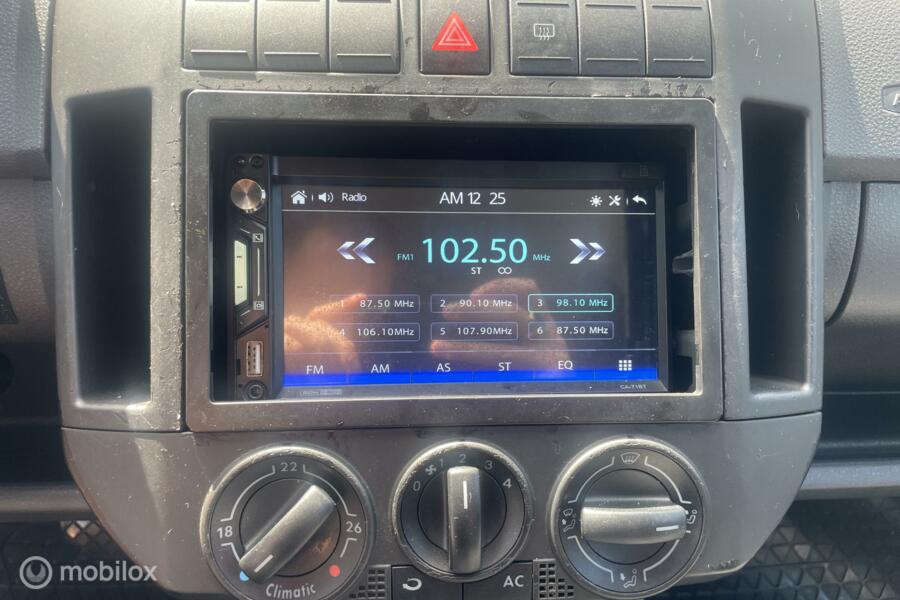 Radio AM 12 25
FM1 102.50 MHz
ST
1 87.50 MHz 2 90.10 MHz 3 98.10 MHz
4 106.10MHz 5 107.90MHz 6 87.50 MHz
FM AM AS ST EQ
CA-71BT
22
18 26
Climatic
0 1 2 3 4
AC
mobilox